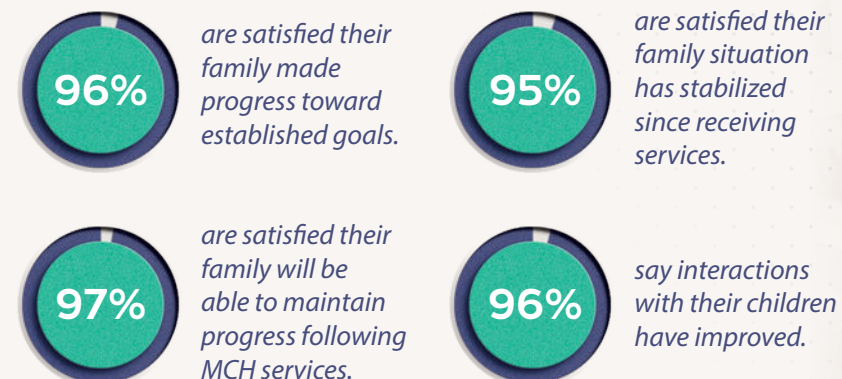 96%
are satisfied their
family made
progress toward
established goals.
95%
are satisfied their
family situation
has stabilized
since receiving
services.
97%
are satisfied their
family will be
able to maintain
progress following
MCH services.
96%
say interactions
with their children
have improved.